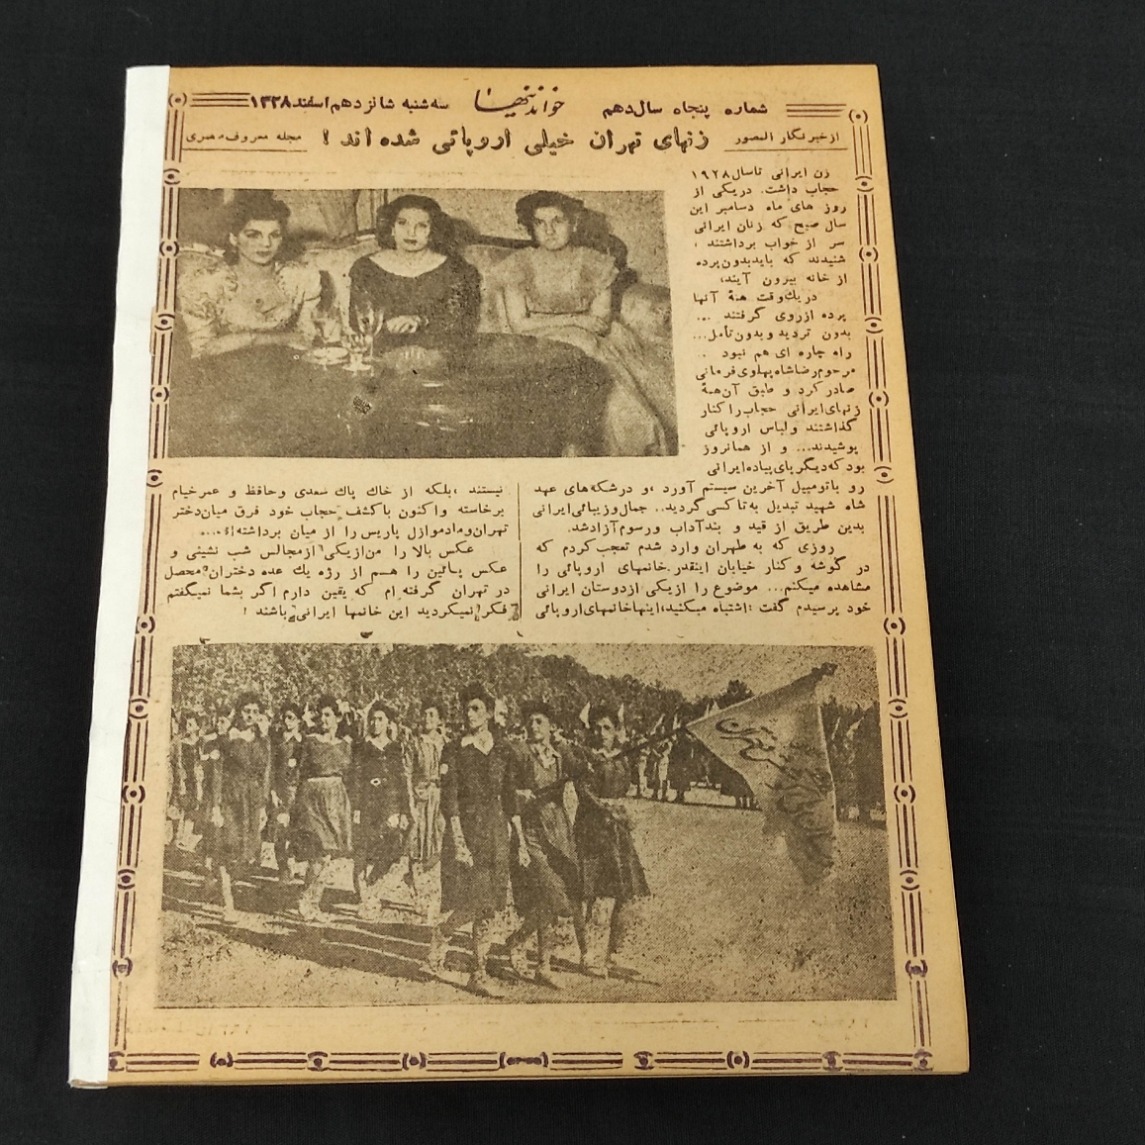 شماره پنجاه سال‌دهم
خواندنیها
سه‌شنبه شانزدهم اسفند ۱۳۲۸
از خبرنگار المصور
زنهای تهران خیلی اروپائی شده‌اند !
مجله معروف مصری
زن ایرانی تاسال ۱۹۲۸
حجاب داشت. دریکی از
روز های ماه دسامبر این
سال صبح که زنان ایرانی
سر از خواب برداشتند ،
شنیدند که بایدبدون پرده
از خانه بیرون آیند،
دریك‌وقت همهٔ آنها
پرده ازروی گرفتند ...
بدون تردید وبدون تأمل...
راه چاره ای هم نبود ..
مرحوم رضاشاه پهلوی فرمانی
صادرکرد و طبق آن همهٔ
زنهای‌ایرانی حجاب را کنار
گذاشتند ولباس اروپائی
پوشیدند... و از همانروز
بود که دیگر پای پیاده ایرانی
رو باتومبیل آخرین سیستم آورد ،و درشکه‌های عهد
شاه شهید تبدیل به‌تاکسی گردید.. جمال وزیبائی ایرانی
بدین طریق از قید و بندآداب ورسوم آزادشد.
روزی که به طهران وارد شدم تعجب کردم که
در گوشه و کنار خیابان اینقدر خانمهای اروپائی را
مشاهده میکنم... موضوع را ازیکی ازدوستان ایرانی
خود پرسیدم گفت :اشتباه میکنید،اینهاخانمهای اروپائی
نیستند ،بلکه از خاك پاك سعدی وحافظ و عمرخیام
برخاسته واکنون باکشف حجاب خود فرق میان‌دختر
تهران ومادموازل پاریس را از میان برداشته‌اند...
عکس بالا را من‌ازیکی ازمجالس شب نشینی و
عکس پائین را هم از رژه یك عده دختران محصل
در تهران گرفته‌ام که یقین دارم اگر بشما نمیگفتم
فکر نمیکردید این خانمها ایرانی باشند !